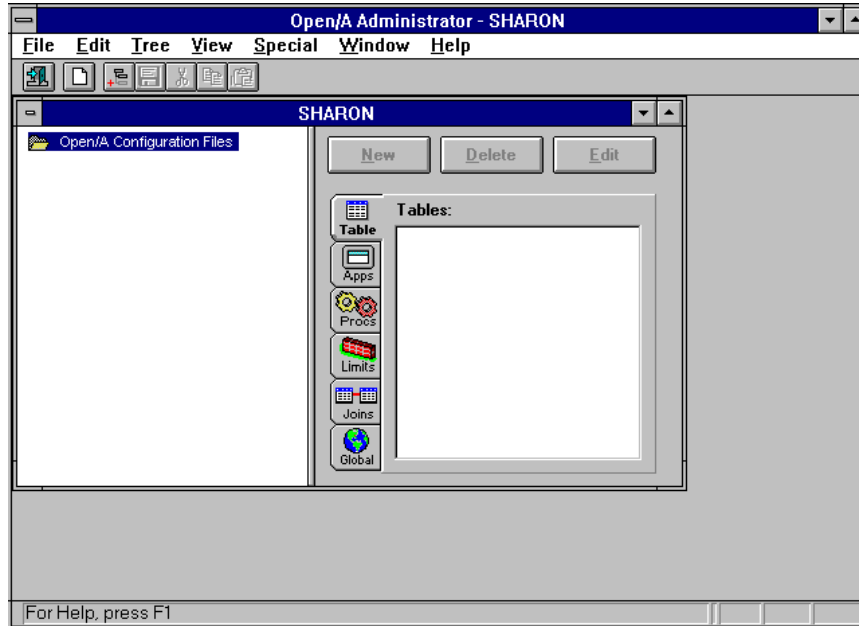 Open/A Administrator - SHARON
File Edit Tree View Special Window Help
SHARON
Open/A Configuration Files
New Delete Edit
Tables:
Table
Apps
Procs
Limits
Joins
Global
For Help, press F1